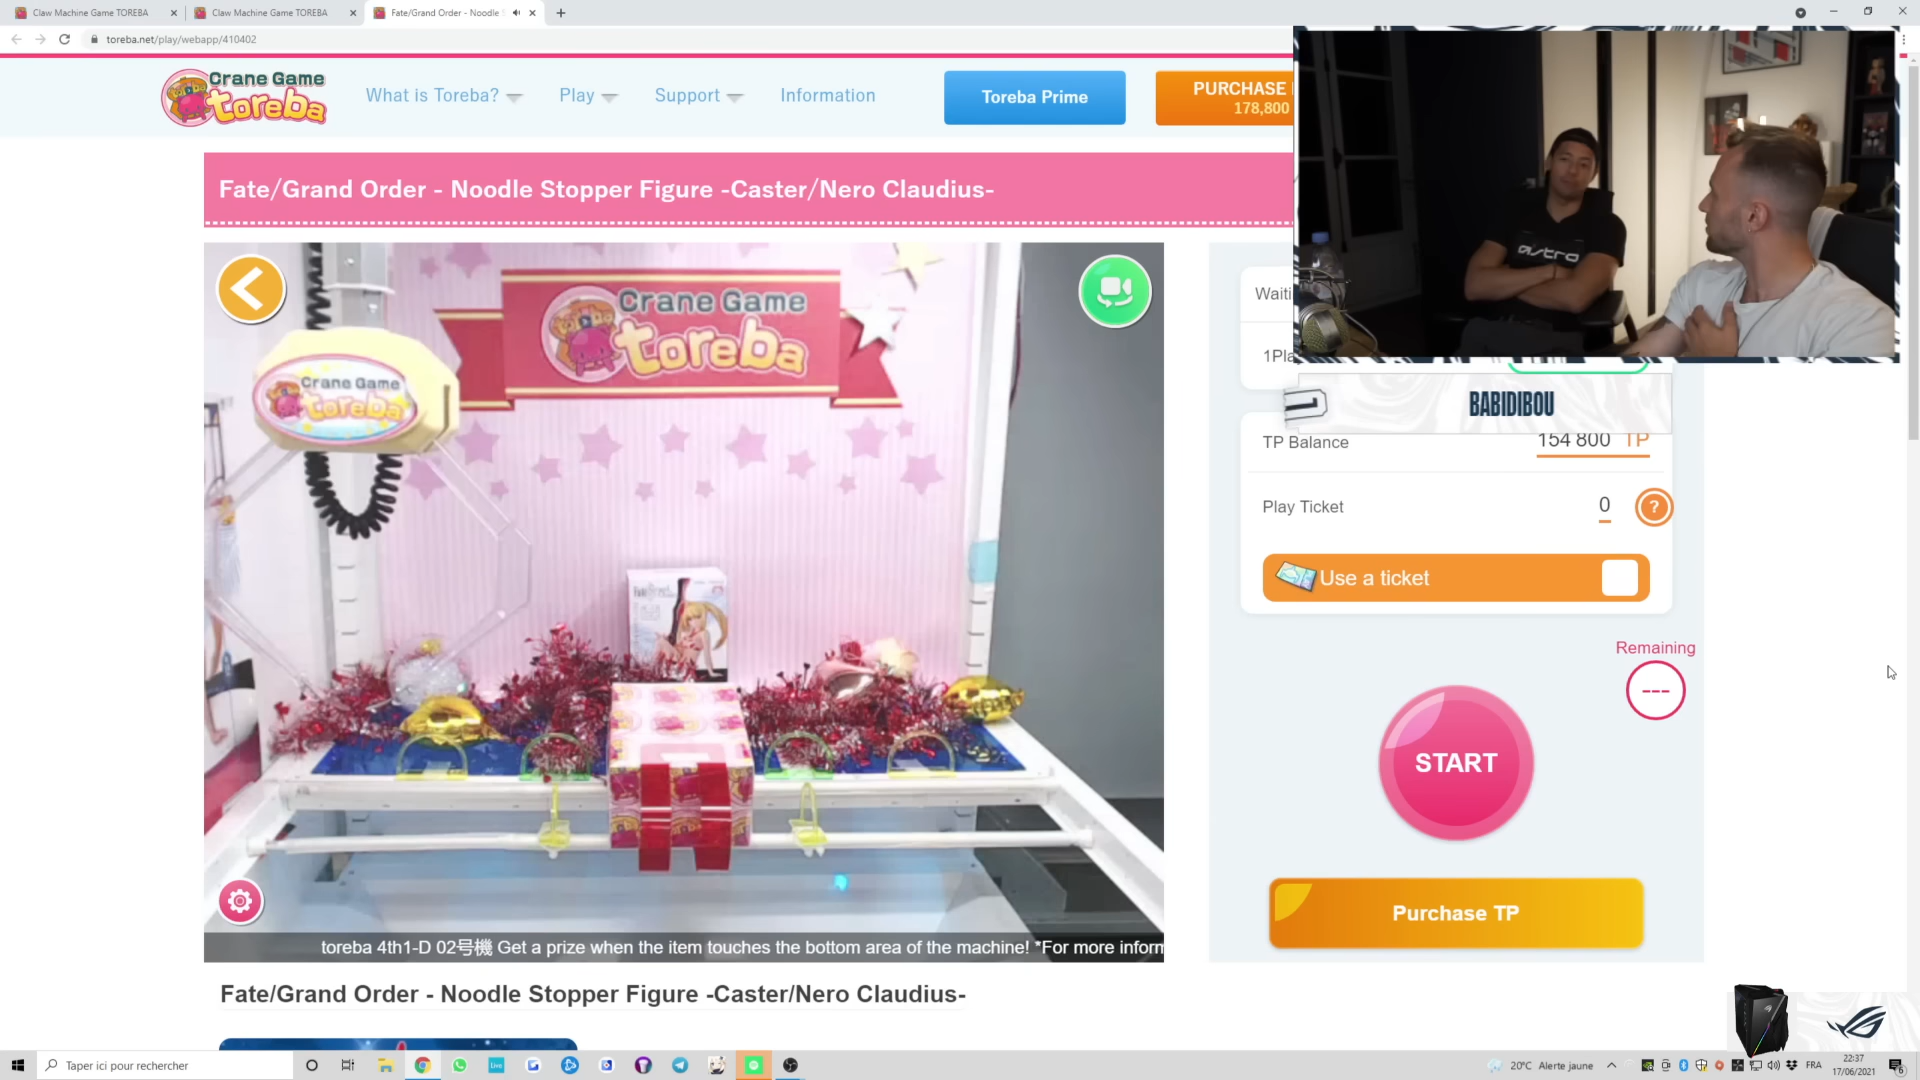 Claw Machine Game TOREBA
Claw Machine Game TOREBA
Fate/Grand Order - Noodle
toreba.net/play/webapp/410402
Crane Game
toreba
What is Toreba?
Play
Support
Information
Toreba Prime
PURCHASE
178,800
Fate/Grand Order - Noodle Stopper Figure -Caster/Nero Claudius-
Crane Game
toreba
Crane Game
toreba
astro
Waiti
1Pla
BABIDIBOU
TP Balance
154 800 TP
Play Ticket
0
?
Use a ticket
Remaining
---
START
Purchase TP
toreba 4th1-D 02号機 Get a prize when the item touches the bottom area of the machine! *For more inform
Fate/Grand Order - Noodle Stopper Figure -Caster/Nero Claudius-
Taper ici pour rechercher
Live
20°C Alerte jaune
FRA
22:37
17/06/2021